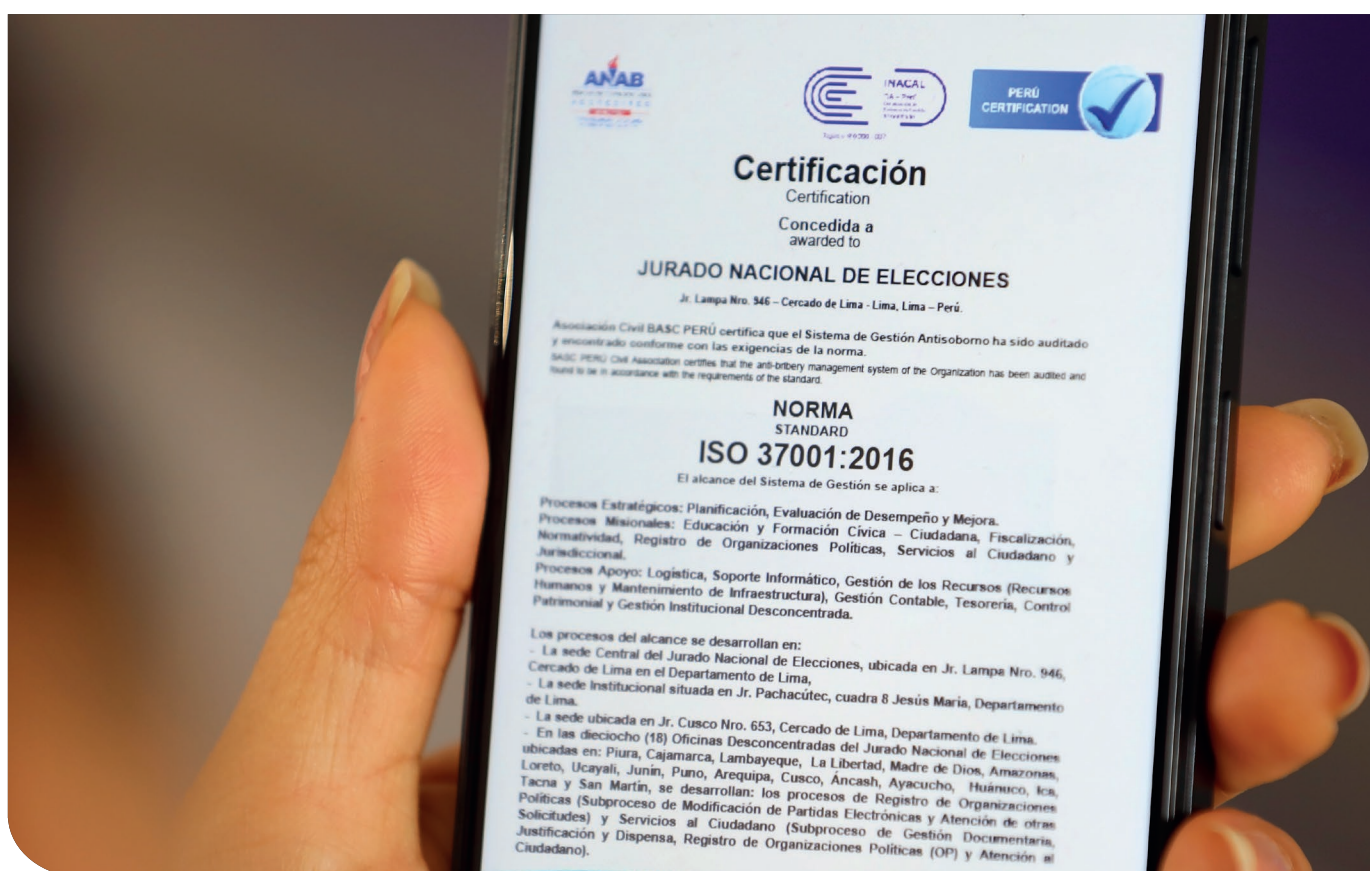 ANAB
INACAL
PERÚ
CERTIFICATION
Certificación
Certification
Concedida a
awarded to
JURADO NACIONAL DE ELECCIONES
Jr. Lampa Nro. 946 – Cercado de Lima - Lima, Lima – Perú.
Asociación Civil BASC PERÚ certifica que el Sistema de Gestión Antisoborno ha sido auditado
y encontrado conforme con las exigencias de la norma.
BASC PERÚ Civil Association certifies that the anti-bribery management system of the Organization has been audited and
found to be in accordance with the requirements of the standard.
NORMA
STANDARD
ISO 37001:2016
El alcance del Sistema de Gestión se aplica a:
Procesos Estratégicos: Planificación, Evaluación de Desempeño y Mejora.
Procesos Misionales: Educación y Formación Cívica – Ciudadana, Fiscalización,
Normatividad, Registro de Organizaciones Políticas, Servicios al Ciudadano y
Jurisdiccional.
Procesos Apoyo: Logística, Soporte Informático, Gestión de los Recursos (Recursos
Humanos y Mantenimiento de Infraestructura), Gestión Contable, Tesorería, Control
Patrimonial y Gestión Institucional Desconcentrada.
Los procesos del alcance se desarrollan en:
- La sede Central del Jurado Nacional de Elecciones, ubicada en Jr. Lampa Nro. 946,
Cercado de Lima en el Departamento de Lima,
- La sede Institucional situada en Jr. Pachacútec, cuadra 8 Jesús María, Departamento
de Lima.
- La sede ubicada en Jr. Cusco Nro. 653, Cercado de Lima, Departamento de Lima.
- En las dieciocho (18) Oficinas Desconcentradas del Jurado Nacional de Elecciones
ubicadas en: Piura, Cajamarca, Lambayeque, La Libertad, Madre de Dios, Amazonas,
Loreto, Ucayali, Junín, Puno, Arequipa, Cusco, Áncash, Ayacucho, Huánuco, Ica,
Tacna y San Martín, se desarrollan: los procesos de Registro de Organizaciones
Políticas (Subproceso de Modificación de Partidas Electrónicas y Atención de otras
Solicitudes) y Servicios al Ciudadano (Subproceso de Gestión Documentaria,
Justificación y Dispensa, Registro de Organizaciones Políticas (OP) y Atención al
Ciudadano).